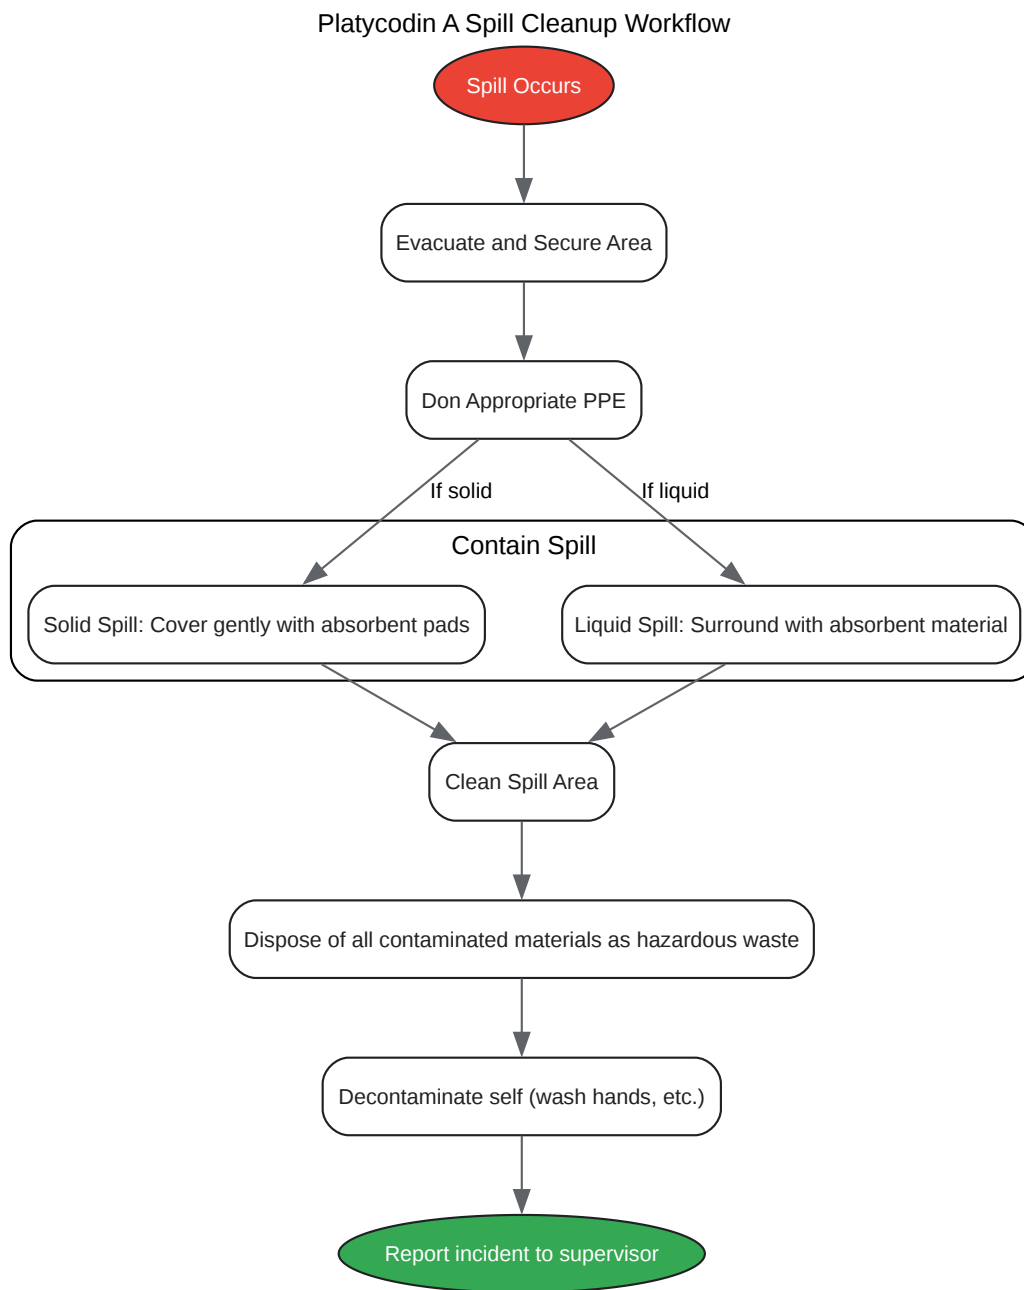 Platycodin A Spill Cleanup Workflow
Spill Occurs
Evacuate and Secure Area
Don Appropriate PPE
If solid
If liquid
Contain Spill
Solid Spill: Cover gently with absorbent pads
Liquid Spill: Surround with absorbent material
Clean Spill Area
Dispose of all contaminated materials as hazardous waste
Decontaminate self (wash hands, etc.)
Report incident to supervisor